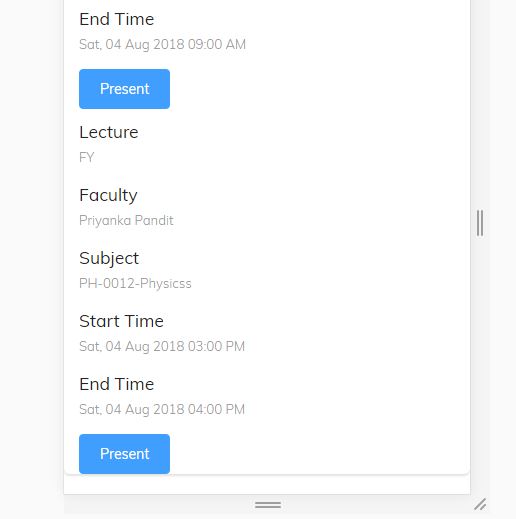 End Time
Sat, 04 Aug 2018 09:00 AM
Present
Lecture
FY
Faculty
Priyanka Pandit
Subject
PH-0012-Physicss
Start Time
Sat, 04 Aug 2018 03:00 PM
End Time
Sat, 04 Aug 2018 04:00 PM
Present